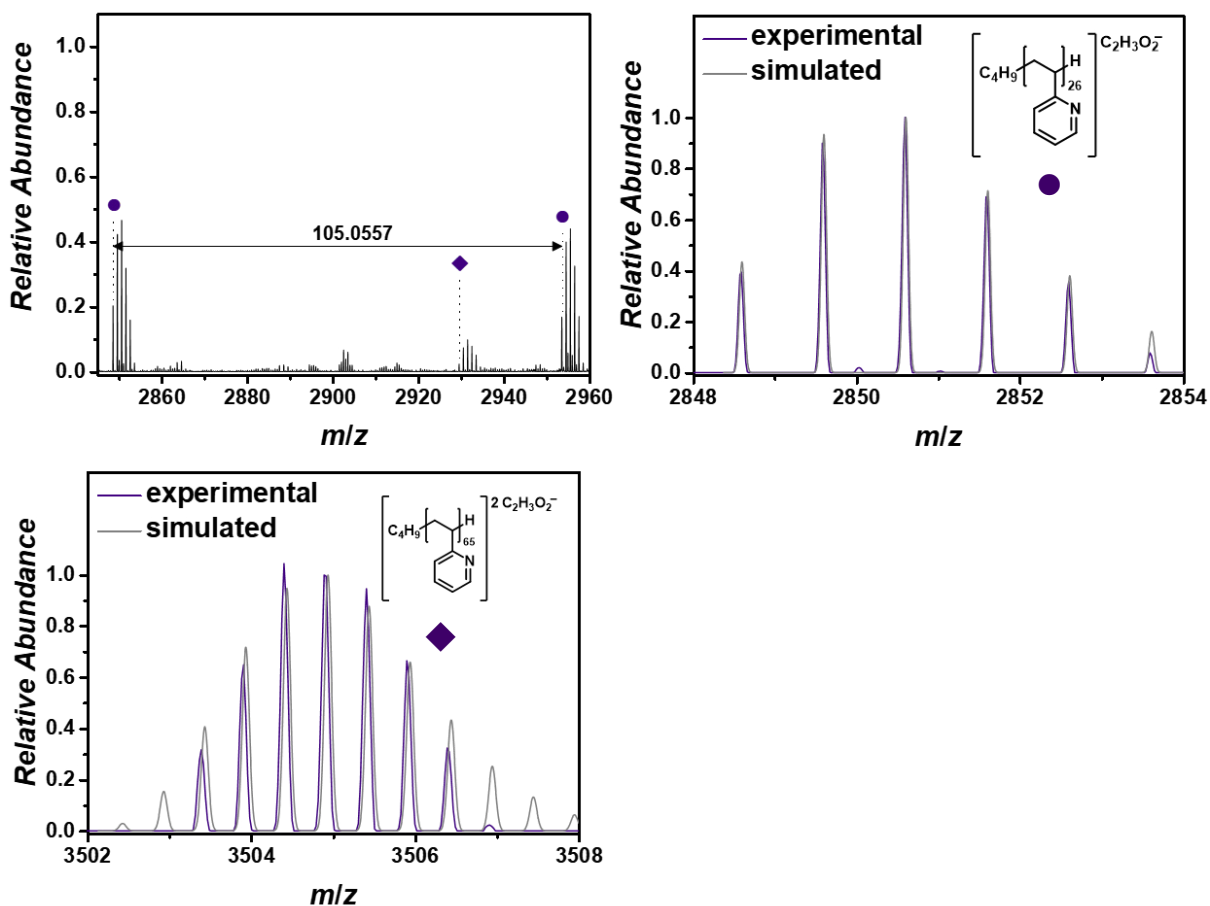 Relative Abundance
1.0
0.8
0.6
0.4
0.2
0.0
105.0557
2860
2880
2900
2920
2940
2960
m/z
experimental
simulated
Relative Abundance
1.0
0.8
0.6
0.4
0.2
0.0
C4H9
H
26
N
C2H3O2−
2848
2850
2852
2854
m/z
experimental
simulated
Relative Abundance
1.0
0.8
0.6
0.4
0.2
0.0
C4H9
H
65
N
2 C2H3O2−
3502
3504
3506
3508
m/z